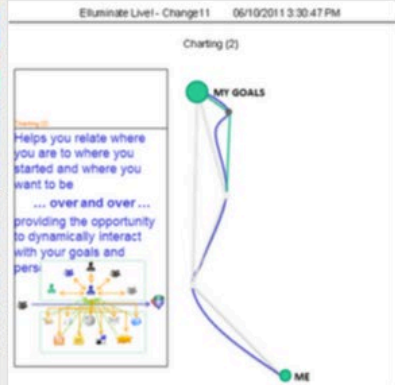 Elluminate Live! - Change11 06/10/2011 3:30:47 PM
Charting (2)
MY GOALS
Charting (2)
Helps you relate where
you are to where you
started and where you
want to be
... over and over ...
providing the opportunity
to dynamically interact
with your goals and
ME